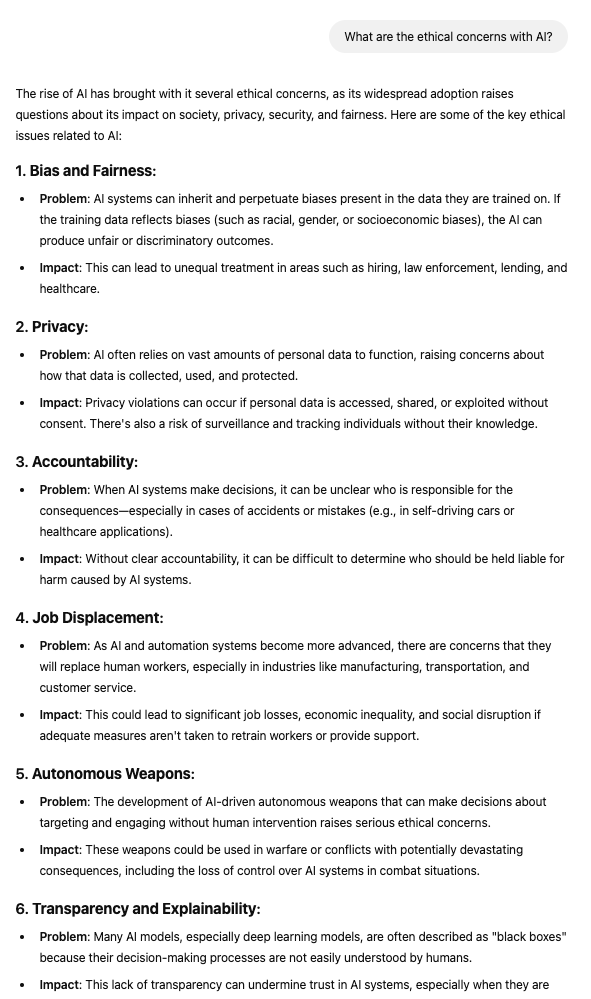 What are the ethical concerns with AI?
The rise of AI has brought with it several ethical concerns, as its widespread adoption raises
questions about its impact on society, privacy, security, and fairness. Here are some of the key ethical
issues related to AI:
1. Bias and Fairness:
• Problem: AI systems can inherit and perpetuate biases present in the data they are trained on. If
the training data reflects biases (such as racial, gender, or socioeconomic biases), the AI can
produce unfair or discriminatory outcomes.
• Impact: This can lead to unequal treatment in areas such as hiring, law enforcement, lending, and
healthcare.
2. Privacy:
• Problem: AI often relies on vast amounts of personal data to function, raising concerns about
how that data is collected, used, and protected.
• Impact: Privacy violations can occur if personal data is accessed, shared, or exploited without
consent. There's also a risk of surveillance and tracking individuals without their knowledge.
3. Accountability:
• Problem: When AI systems make decisions, it can be unclear who is responsible for the
consequences—especially in cases of accidents or mistakes (e.g., in self-driving cars or
healthcare applications).
• Impact: Without clear accountability, it can be difficult to determine who should be held liable for
harm caused by AI systems.
4. Job Displacement:
• Problem: As AI and automation systems become more advanced, there are concerns that they
will replace human workers, especially in industries like manufacturing, transportation, and
customer service.
• Impact: This could lead to significant job losses, economic inequality, and social disruption if
adequate measures aren't taken to retrain workers or provide support.
5. Autonomous Weapons:
• Problem: The development of AI-driven autonomous weapons that can make decisions about
targeting and engaging without human intervention raises serious ethical concerns.
• Impact: These weapons could be used in warfare or conflicts with potentially devastating
consequences, including the loss of control over AI systems in combat situations.
6. Transparency and Explainability:
• Problem: Many AI models, especially deep learning models, are often described as "black boxes"
because their decision-making processes are not easily understood by humans.
• Impact: This lack of transparency can undermine trust in AI systems, especially when they are